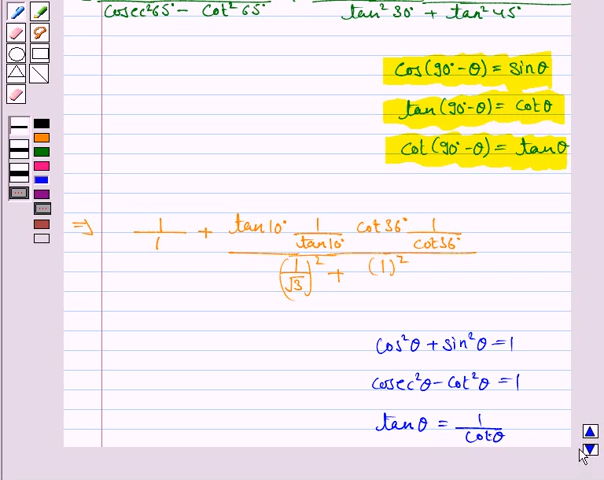 cosec²65° − cot²65°
tan²30° + tan²45°
cos(90°−θ) = sinθ
tan(90°−θ) = cotθ
cot(90°−θ) = tanθ
⇒ 1/1 + (tan10° 1/tan10° cot36° 1/cot36°)/((1/√3)² + (1)²)
cos²θ + sin²θ = 1
cosec²θ − cot²θ = 1
tanθ = 1/cotθ